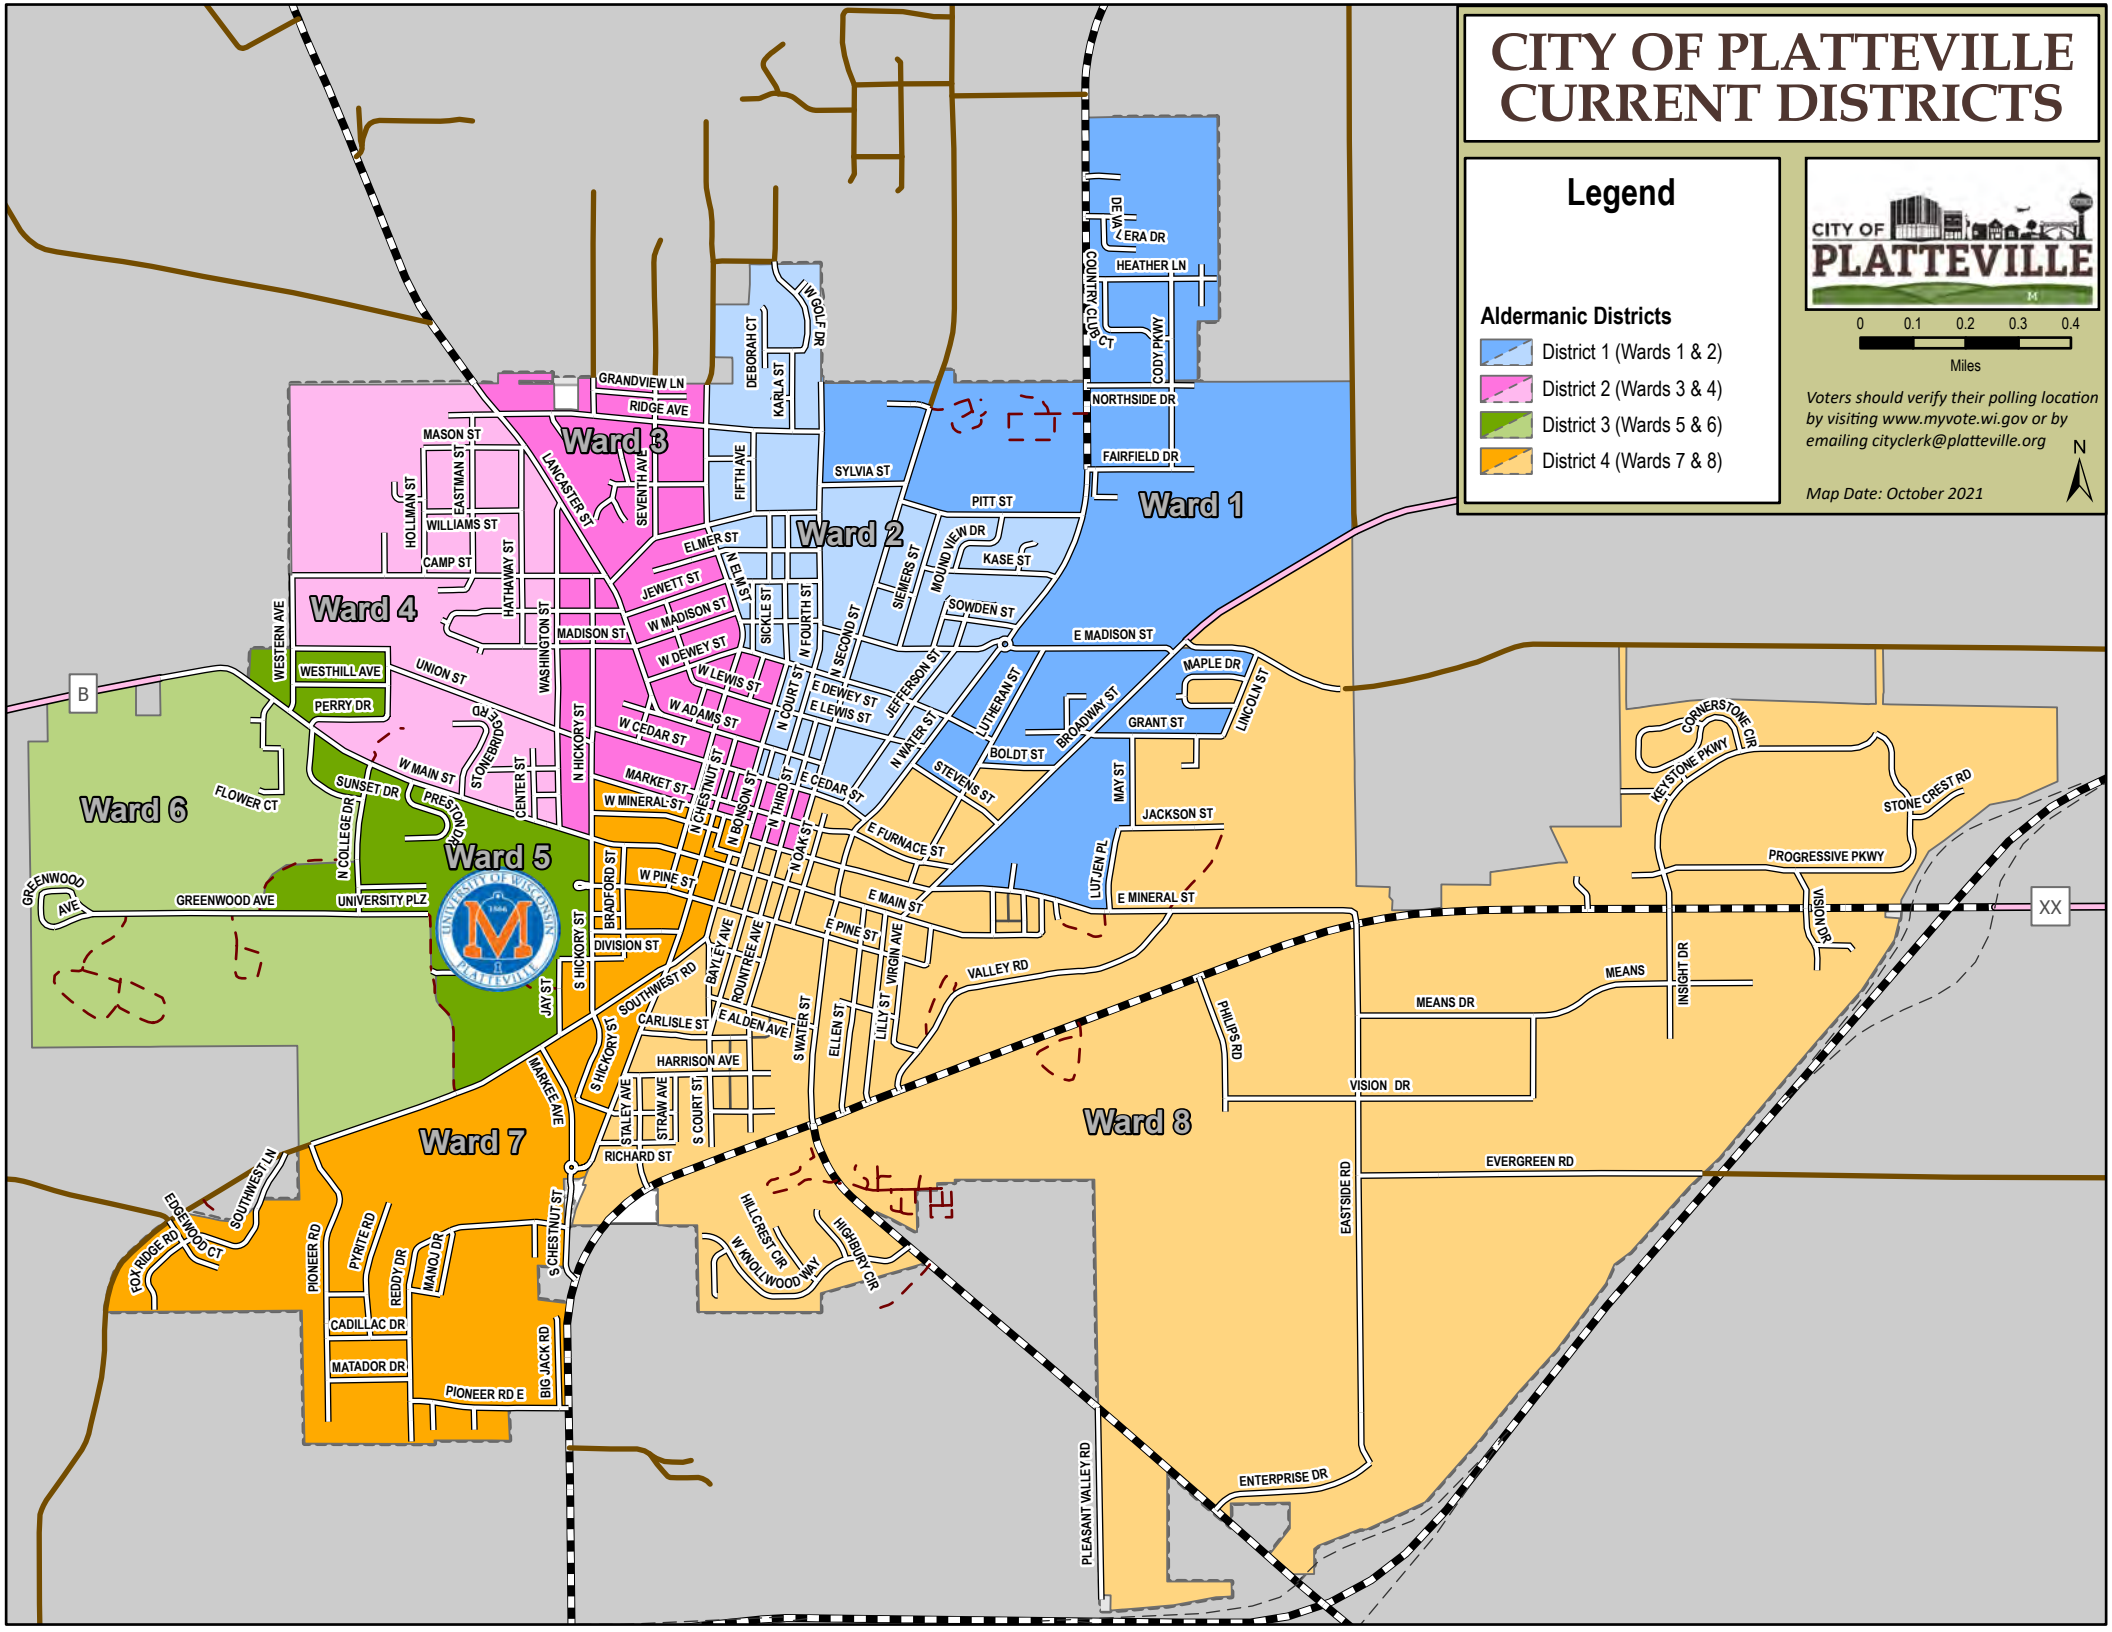 CITY OF PLATTEVILLE
CURRENT DISTRICTS
Legend
Aldermanic Districts
District 1 (Wards 1 & 2)
District 2 (Wards 3 & 4)
District 3 (Wards 5 & 6)
District 4 (Wards 7 & 8)
CITY OF
PLATTEVILLE
M
0 0.1 0.2 0.3 0.4
Miles
Voters should verify their polling location
by visiting www.myvote.wi.gov or by
emailing cityclerk@platteville.org
N
Map Date: October 2021
DE VALERA DR
HEATHER LN
COUNTRY CLUB CT
CODY PKWY
NORTHSIDE DR
FAIRFIELD DR
Ward 1
W GOLF DR
DEBORAH CT
KARLA ST
GRANDVIEW LN
RIDGE AVE
Ward 3
MASON ST
EASTMAN ST
HOLLMAN ST
WILLIAMS ST
CAMP ST
HATHAWAY ST
LANCASTER ST
SEVENTH AVE
FIFTH AVE
SYLVIA ST
PITT ST
Ward 2
ELMER ST
N ELM ST
MOUND VIEW DR
KASE ST
SIEMERS ST
SOWDEN ST
JEWETT ST
W MADISON ST
SICKLE ST
N FOURTH ST
N SECOND ST
E MADISON ST
Ward 4
WESTERN AVE
WASHINGTON ST
MADISON ST
W DEWEY ST
W LEWIS ST
N COURT ST
E DEWEY ST
E LEWIS ST
JEFFERSON ST
LUTHERAN ST
MAPLE DR
LINCOLN ST
GRANT ST
BROADWAY ST
BOLDT ST
STEVENS ST
N WATER ST
B
WESTHILL AVE
UNION ST
PERRY DR
STONEBRIDGE RD
N HICKORY ST
W ADAMS ST
W CEDAR ST
MARKET ST
W MINERAL ST
N CHESTNUT ST
N BONSON ST
N THIRD ST
N OAK ST
E CEDAR ST
E FURNACE ST
MAY ST
JACKSON ST
LUTJEN PL
E MINERAL ST
E MAIN ST
E PINE ST
Ward 6
FLOWER CT
SUNSET DR
W MAIN ST
PRESTON DR
CENTER ST
N COLLEGE DR
Ward 5
GREENWOOD
AVE
GREENWOOD AVE
UNIVERSITY PLZ
UNIVERSITY OF WISCONSIN
1866
M
PLATTEVILLE
BRADFORD ST
W PINE ST
DIVISION ST
S HICKORY ST
JAY ST
SOUTHWEST RD
BAYLEY AVE
ROUNTREE AVE
VIRGIN AVE
VALLEY RD
CARLISLE ST
E ALDEN AVE
S WATER ST
ELLEN ST
LILLY ST
HARRISON AVE
S HICKORY ST
STALEY AVE
STRAW AVE
S COURT ST
RICHARD ST
MARKEE AVE
Ward 7
Ward 8
PHILIPS RD
CORNERSTONE CIR
KEYSTONE PKWY
STONE CREST RD
PROGRESSIVE PKWY
VISION DR
XX
INSIGHT DR
MEANS
MEANS DR
VISION DR
EVERGREEN RD
EASTSIDE RD
SOUTHWEST LN
EDGEWOOD CT
FOX RIDGE RD
PIONEER RD
PYRITE RD
REDDY DR
MANOJ DR
S CHESTNUT ST
CADILLAC DR
MATADOR DR
PIONEER RD E
BIG JACK RD
HILLCREST CIR
W KNOLLWOOD WAY
HIGHBURY CIR
ENTERPRISE DR
PLEASANT VALLEY RD